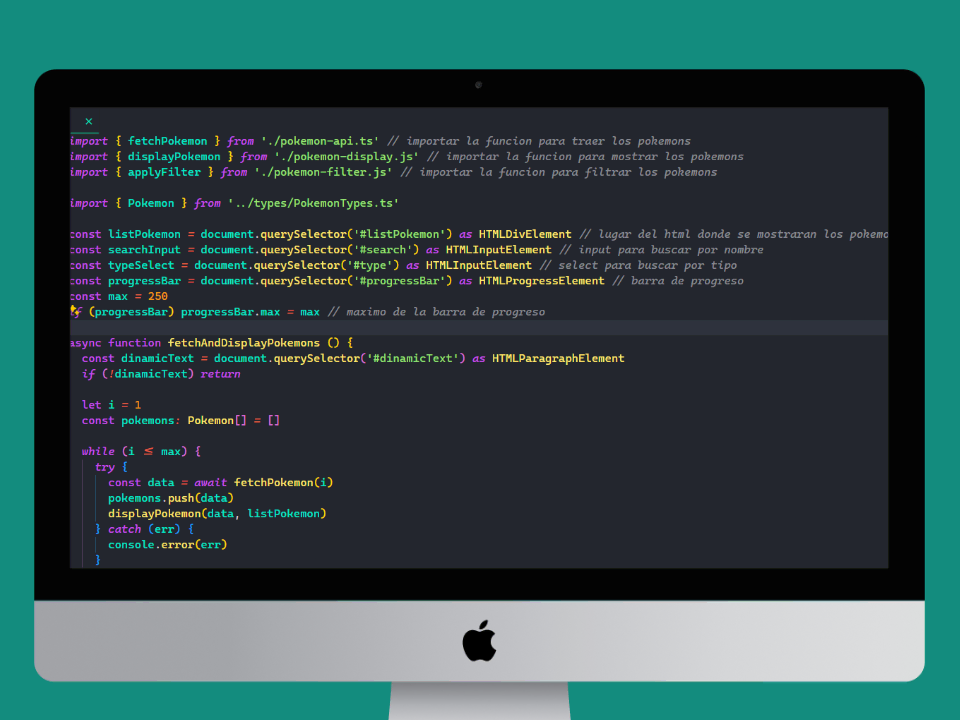 import { fetchPokemon } from './pokemon-api.ts' // importar la funcion para traer los pokemons
import { displayPokemon } from './pokemon-display.js' // importar la funcion para mostrar los pokemons
import { applyFilter } from './pokemon-filter.js' // importar la funcion para filtrar los pokemons
import { Pokemon } from '../types/PokemonTypes.ts'
const listPokemon = document.querySelector('#listPokemon') as HTMLDivElement // lugar del html donde se mostraran los pokemo
const searchInput = document.querySelector('#search') as HTMLInputElement // input para buscar por nombre
const typeSelect = document.querySelector('#type') as HTMLInputElement // select para buscar por tipo
const progressBar = document.querySelector('#progressBar') as HTMLProgressElement // barra de progreso
const max = 250
(progressBar) progressBar.max = max // maximo de la barra de progreso
async function fetchAndDisplayPokemons () {
const dinamicText = document.querySelector('#dinamicText') as HTMLParagraphElement
if (!dinamicText) return
let i = 1
const pokemons: Pokemon[] = []
while (i ≤ max) {
try {
const data = await fetchPokemon(i)
pokemons.push(data)
displayPokemon(data, listPokemon)
} catch (err) {
console.error(err)
}